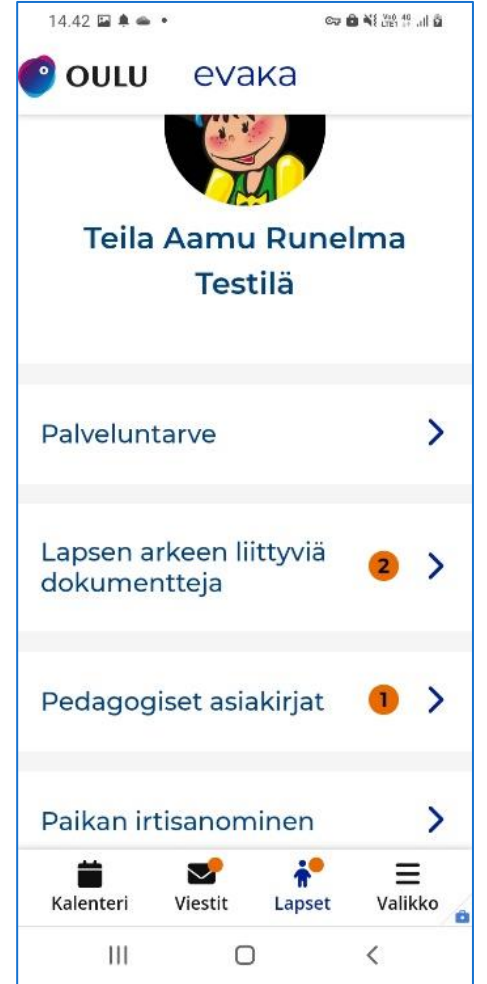 14.42
OULU evaka
Teila Aamu Runelma
Testilä
Palveluntarve
Lapsen arkeen liittyviä
dokumentteja
2
Pedagogiset asiakirjat
1
Paikan irtisanominen
Kalenteri Viestit Lapset Valikko